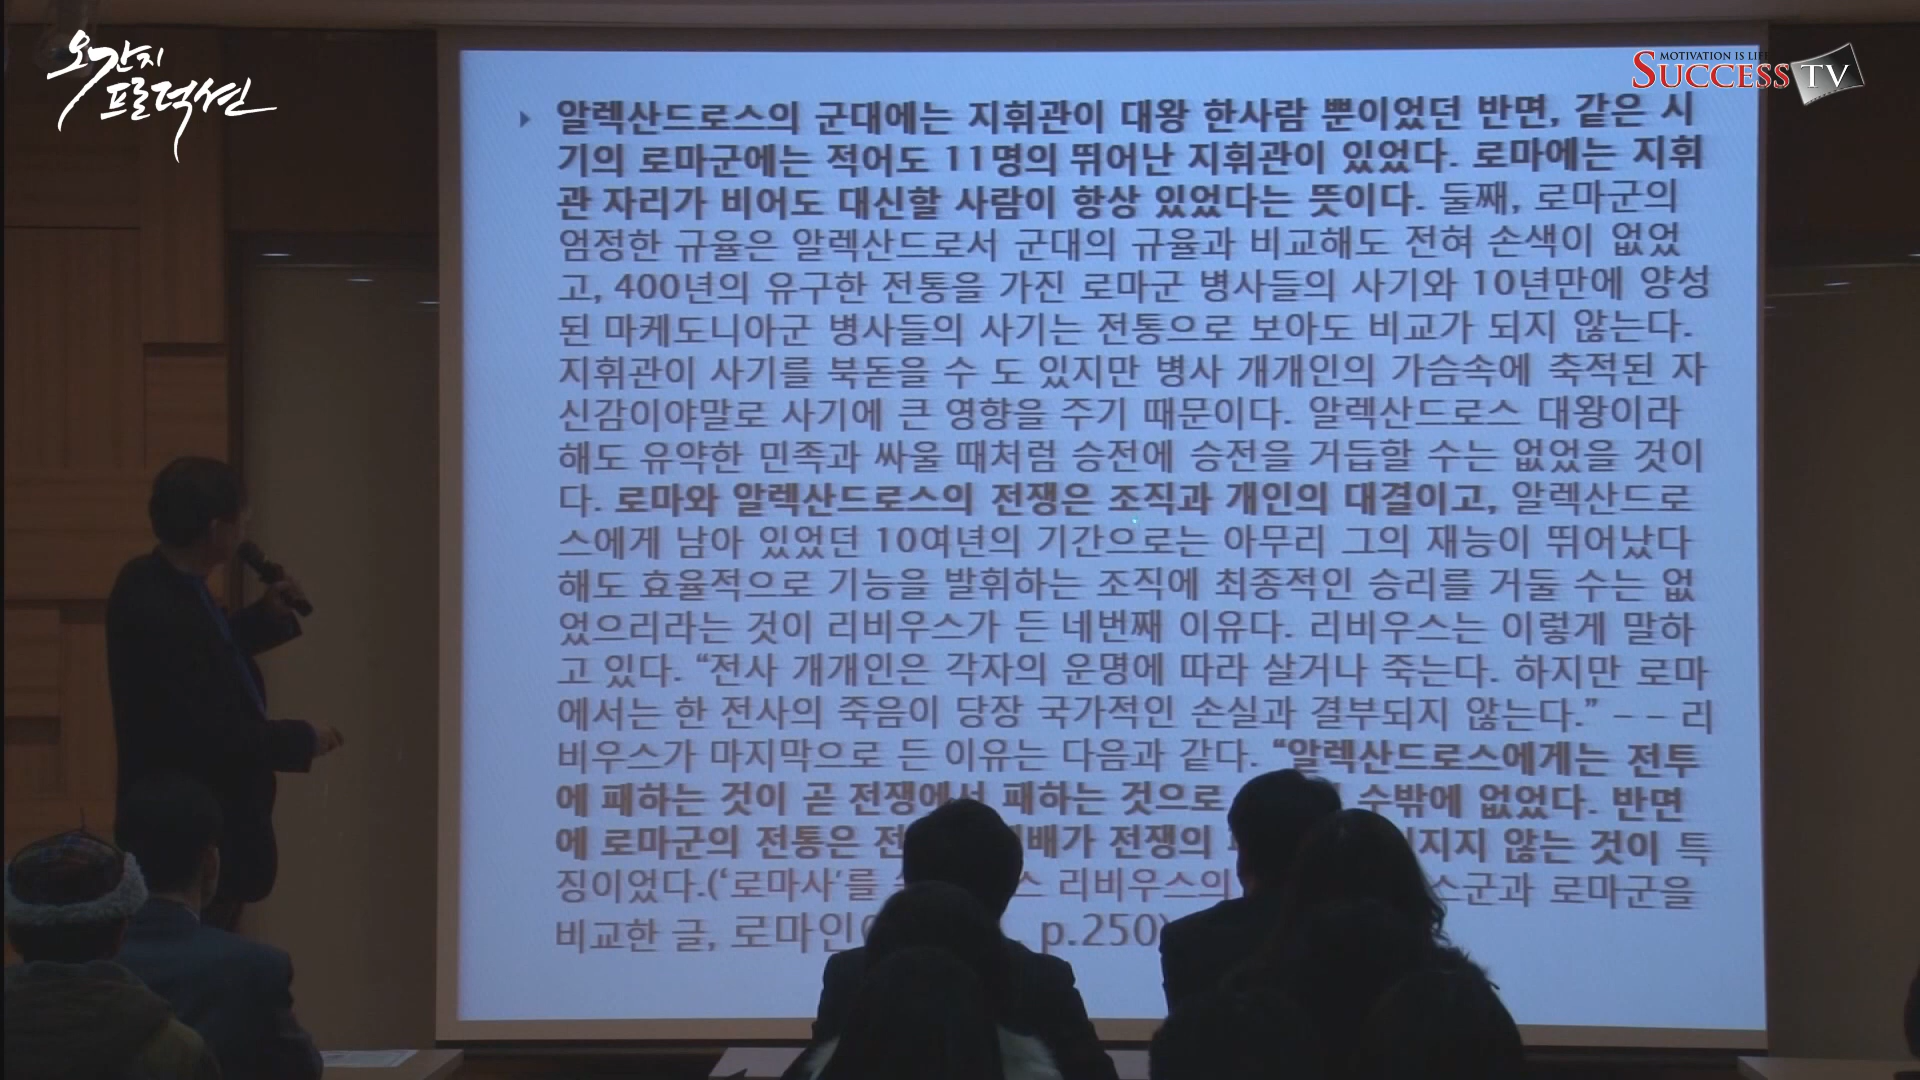 오간지
프로덕션
MOTIVATION IS LIFE
SUCCESS TV
알렉산드로스의 군대에는 지휘관이 대왕 한사람 뿐이었던 반면, 같은 시
기의 로마군에는 적어도 11명의 뛰어난 지휘관이 있었다. 로마에는 지휘
관 자리가 비어도 대신할 사람이 항상 있었다는 뜻이다. 둘째, 로마군의
엄정한 규율은 알렉산드로서 군대의 규율과 비교해도 전혀 손색이 없었
고, 400년의 유구한 전통을 가진 로마군 병사들의 사기와 10년만에 양성
된 마케도니아군 병사들의 사기는 전통으로 보아도 비교가 되지 않는다.
지휘관이 사기를 북돋을 수 도 있지만 병사 개개인의 가슴속에 축적된 자
신감이야말로 사기에 큰 영향을 주기 때문이다. 알렉산드로스 대왕이라
해도 유약한 민족과 싸울 때처럼 승전에 승전을 거듭할 수는 없었을 것이
다. 로마와 알렉산드로스의 전쟁은 조직과 개인의 대결이고, 알렉산드로
스에게 남아 있었던 10여년의 기간으로는 아무리 그의 재능이 뛰어났다
해도 효율적으로 기능을 발휘하는 조직에 최종적인 승리를 거둘 수는 없
었으리라는 것이 리비우스가 든 네번째 이유다. 리비우스는 이렇게 말하
고 있다. “전사 개개인은 각자의 운명에 따라 살거나 죽는다. 하지만 로마
에서는 한 전사의 죽음이 당장 국가적인 손실과 결부되지 않는다.” – – 리
비우스가 마지막으로 든 이유는 다음과 같다. “알렉산드로스에게는 전투
에 패하는 것이 곧 전쟁에서 패하는 것으로 수밖에 없었다. 반면
에 로마군의 전통은 전쟁의 않는 것이 특
징이었다.(‘로마사’를 리비우스의 로마군을
비교한 글, p.250)